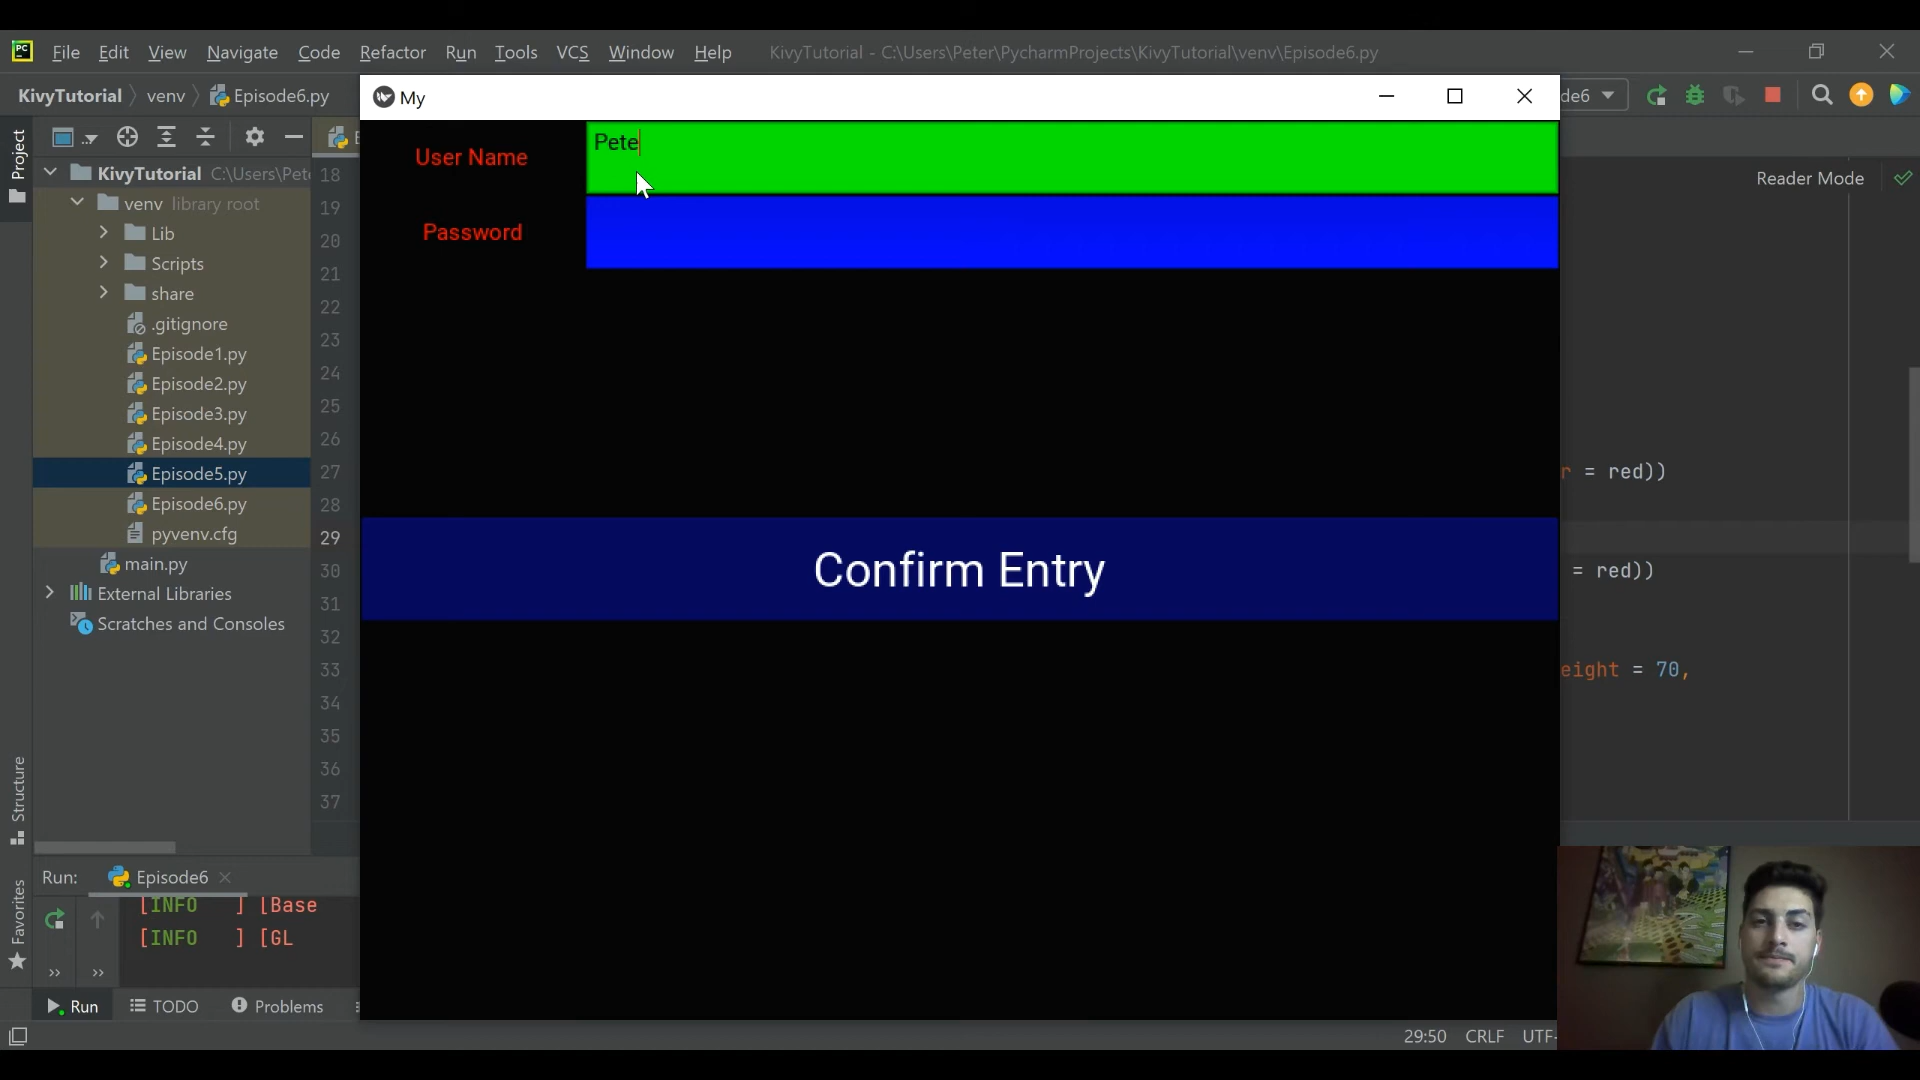 PC File Edit View Navigate Code Refactor Run Tools VCS Window Help KivyTutorial - C:\Users\Peter\PycharmProjects\KivyTutorial\venv\Episode6.py
KivyTutorial venv Episode6.py
My
de6
Project
KivyTutorial C:\Users\Pet
venv library root
Lib
Scripts
share
.gitignore
Episode1.py
Episode2.py
Episode3.py
Episode4.py
Episode5.py
Episode6.py
pyvenv.cfg
main.py
External Libraries
Scratches and Consoles
18
19
20
21
22
23
24
25
26
27
28
29
30
31
32
33
34
35
36
37
User Name
Pete
Password
Confirm Entry
Reader Mode
r = red))
= red))
eight = 70,
Structure
Favorites
Run: Episode6
[INFO ] [Base
[INFO ] [GL
Run TODO Problems
29:50 CRLF UTF-